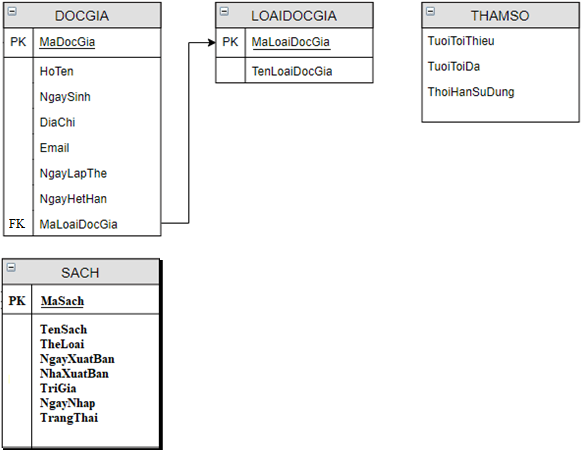 DOCGIA
PK MaDocGia
HoTen
NgaySinh
DiaChi
Email
NgayLapThe
NgayHetHan
FK MaLoaiDocGia
LOAIDOCGIA
PK MaLoaiDocGia
TenLoaiDocGia
THAMSO
TuoiToiThieu
TuoiToiDa
ThoiHanSuDung
SACH
PK MaSach
TenSach
TheLoai
NgayXuatBan
NhaXuatBan
TriGia
NgayNhap
TrangThai